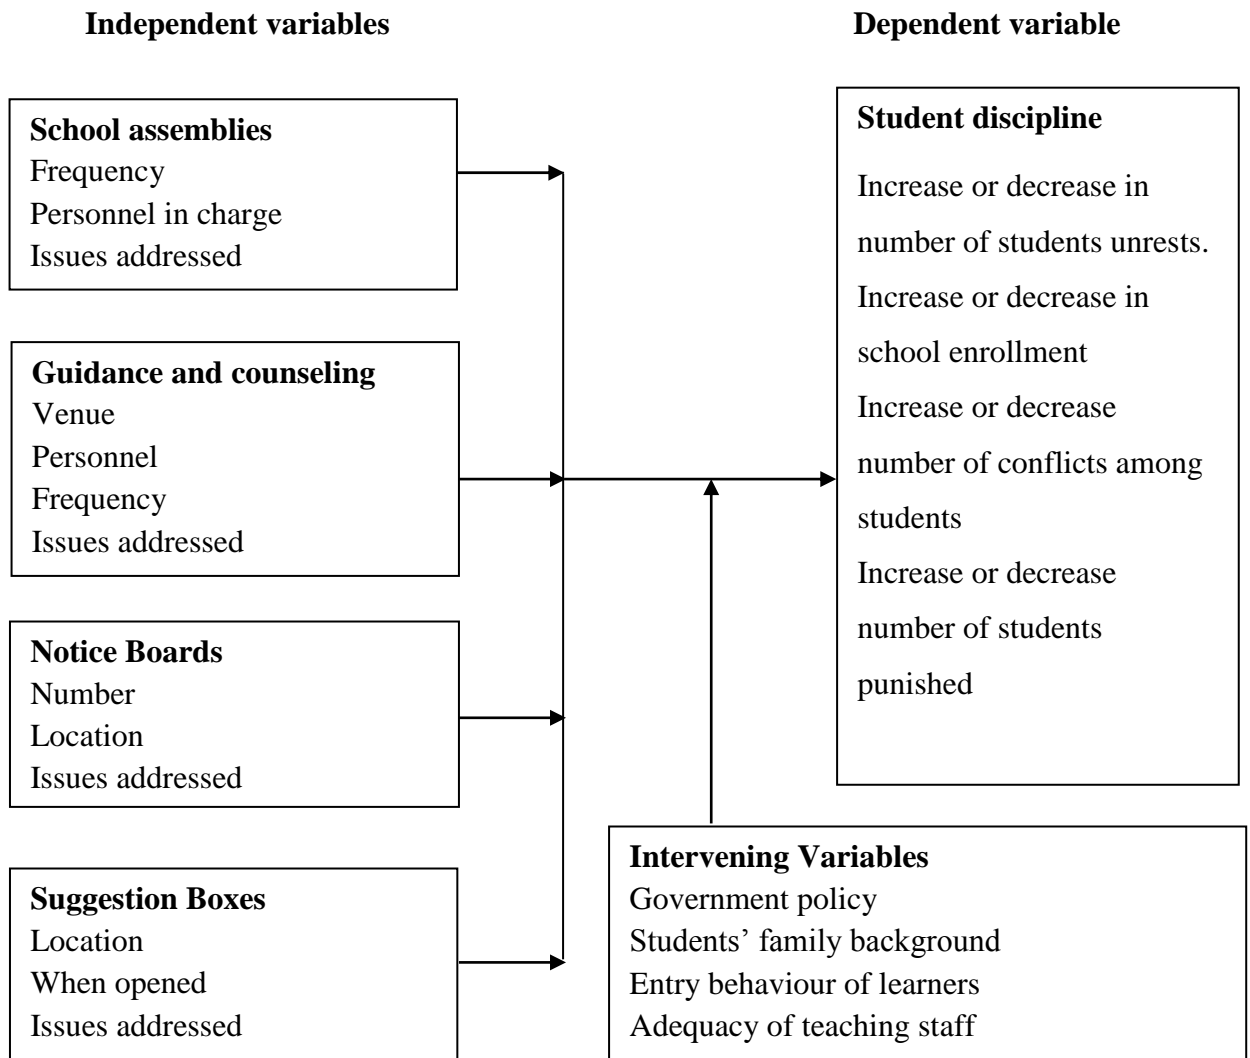 Independent variables
Dependent variable
School assemblies
Frequency
Personnel in charge
Issues addressed
Guidance and counseling
Venue
Personnel
Frequency
Issues addressed
Notice Boards
Number
Location
Issues addressed
Suggestion Boxes
Location
When opened
Issues addressed
Student discipline
Increase or decrease in
number of students unrests.
Increase or decrease in
school enrollment
Increase or decrease
number of conflicts among
students
Increase or decrease
number of students
punished
Intervening Variables
Government policy
Students’ family background
Entry behaviour of learners
Adequacy of teaching staff